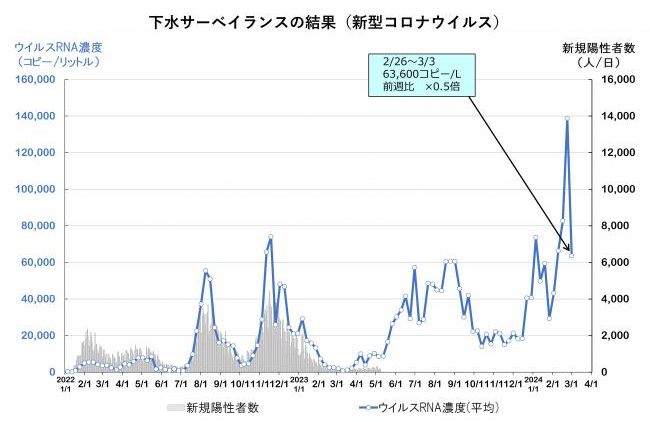 下水サーベイランスの結果（新型コロナウイルス）
ウイルスRNA濃度
（コピー/リットル）
新規陽性者数
（人/日）
2/26～3/3
63,600コピー/L
前週比　×0.5倍
160,000
140,000
120,000
100,000
80,000
60,000
40,000
20,000
0
16,000
14,000
12,000
10,000
8,000
6,000
4,000
2,000
0
2022
1/1
2/1 3/1 4/1 5/1 6/1 7/1 8/1 9/1 10/1 11/1 12/1
2023
1/1
2/1 3/1 4/1 5/1 6/1 7/1 8/1 9/1 10/1 11/1 12/1
2024
1/1
2/1 3/1 4/1
新規陽性者数
ウイルスRNA濃度(平均)